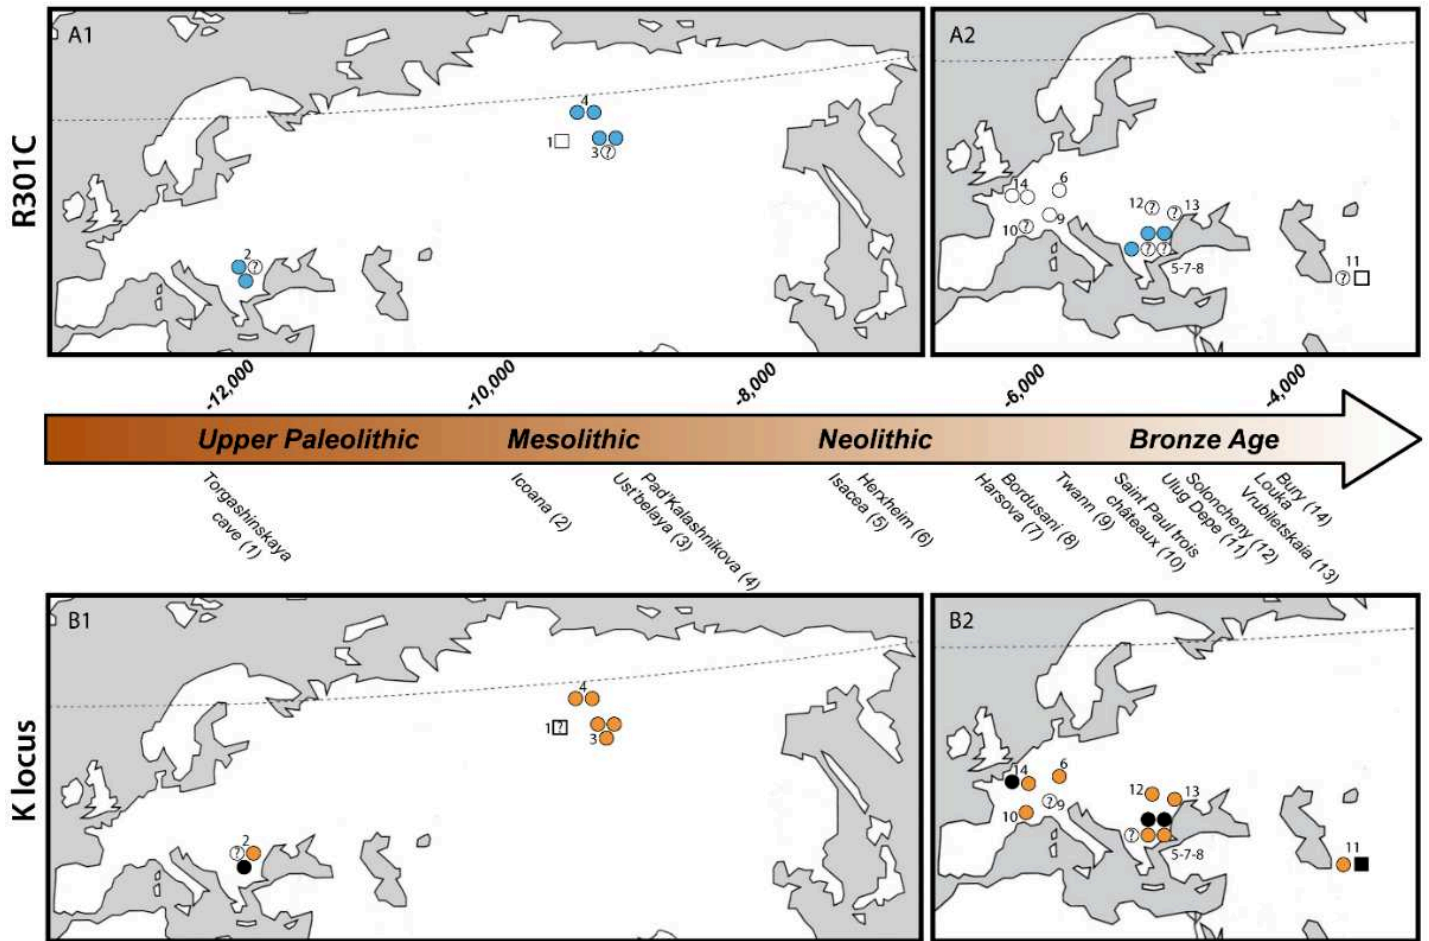 A1
A2
R301C
4
1
3 ?
2 ?
14
6
9
10 ?
12 ?
? 13
? ?
5-7-8
11
?
-12,000
-10,000
-8,000
-6,000
-4,000
Upper Paleolithic
Mesolithic
Neolithic
Bronze Age
Torgashinskaya
cave (1)
Icoana (2)
Ust'belaya (3)
Pad'Kalashnikova (4)
Isacea (5)
Herxheim (6)
Harsova (7)
Bordusani (8)
Twann (9)
Saint Paul trois
châteaux (10)
Ulug Depe (11)
Soloncheny (12)
Louka
Vrubiletskaia (13)
Bury (14)
B1
B2
K locus
4
1 ?
3
2
?
14
6
? 9
10
12
13
?
5-7-8
11